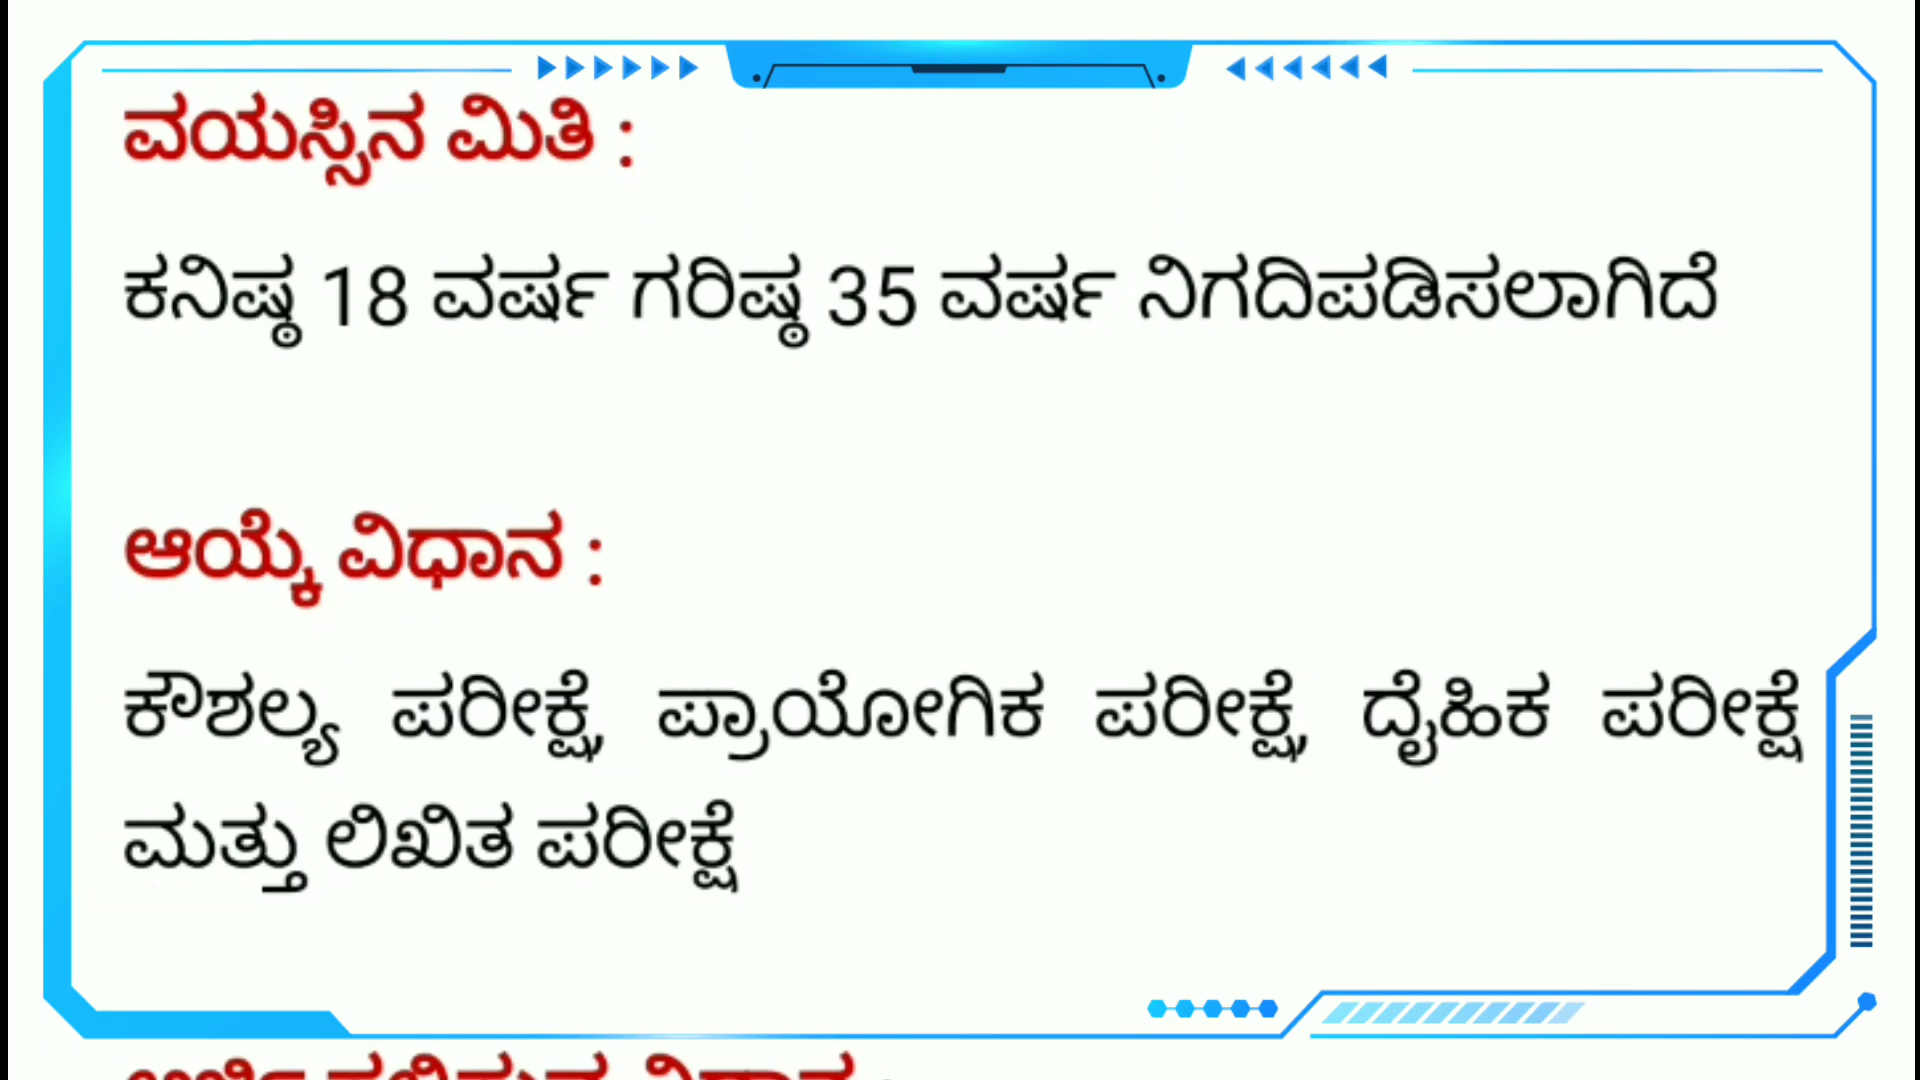 ವಯಸ್ಸಿನ ಮಿತಿ :
ಕನಿಷ್ಠ 18 ವರ್ಷ ಗರಿಷ್ಠ 35 ವರ್ಷ ನಿಗದಿಪಡಿಸಲಾಗಿದೆ
ಆಯ್ಕೆ ವಿಧಾನ :
ಕೌಶಲ್ಯ ಪರೀಕ್ಷೆ, ಪ್ರಾಯೋಗಿಕ ಪರೀಕ್ಷೆ, ದೈಹಿಕ ಪರೀಕ್ಷೆ
ಮತ್ತು ಲಿಖಿತ ಪರೀಕ್ಷೆ